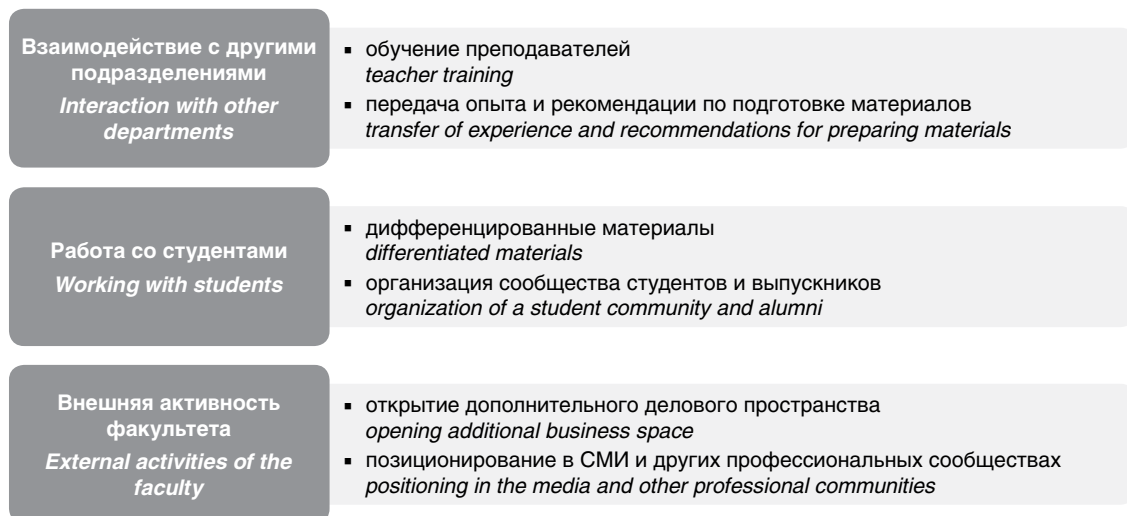 Взаимодействие с другими
подразделениями
Interaction with other
departments
▪ обучение преподавателей
teacher training
▪ передача опыта и рекомендации по подготовке материалов
transfer of experience and recommendations for preparing materials
Работа со студентами
Working with students
▪ дифференцированные материалы
differentiated materials
▪ организация сообщества студентов и выпускников
organization of a student community and alumni
Внешняя активность
факультета
External activities of the
faculty
▪ открытие дополнительного делового пространства
opening additional business space
▪ позиционирование в СМИ и других профессиональных сообществах
positioning in the media and other professional communities